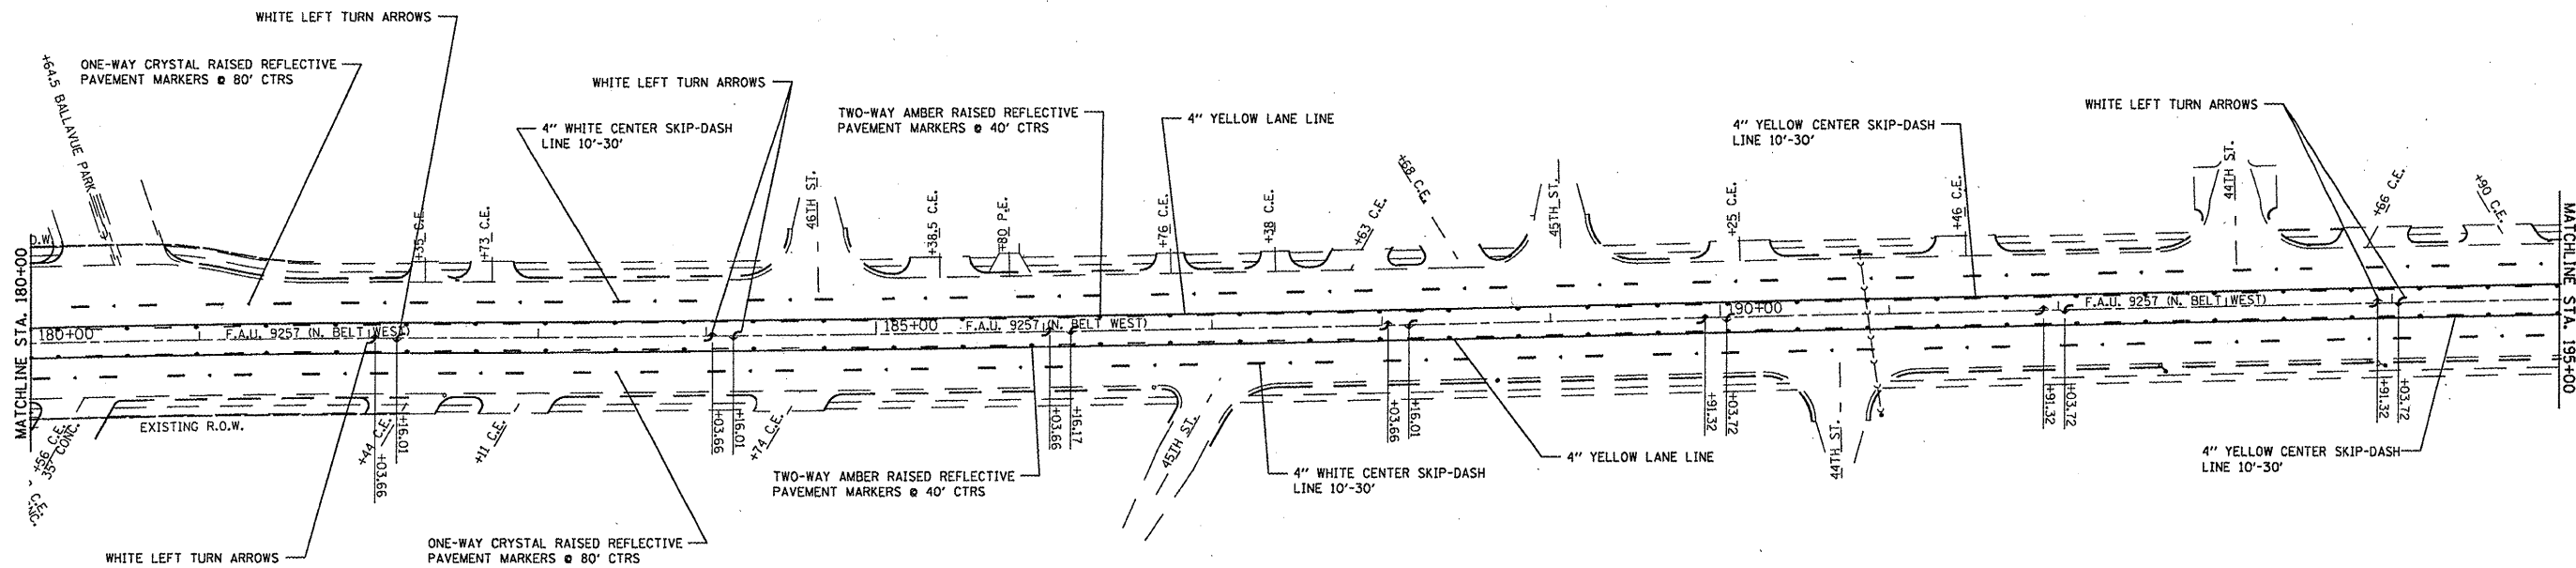 WHITE LEFT TURN ARROWS
ONE-WAY CRYSTAL RAISED REFLECTIVE
PAVEMENT MARKERS @ 80' CTRS
WHITE LEFT TURN ARROWS
4" WHITE CENTER SKIP-DASH
LINE 10'-30'
TWO-WAY AMBER RAISED REFLECTIVE
PAVEMENT MARKERS @ 40' CTRS
4" YELLOW LANE LINE
4" YELLOW CENTER SKIP-DASH
LINE 10'-30'
WHITE LEFT TURN ARROWS
+64.5 BALLAVUE PARK
+35 C.E.
+73 C.E.
46TH ST.
+38.5 C.E.
+80 P.E.
+76 C.E.
+38 C.E.
+63 C.E.
+68 C.E.
45TH ST.
+25 C.E.
+46 C.E.
44TH ST.
+66 C.E.
+90 C.E.
MATCHLINE STA. 180+00
180+00
F.A.U. 9257 (N. BELT WEST)
185+00
F.A.U. 9257 (N. BELT WEST)
190+00
F.A.U. 9257 (N. BELT WEST)
MATCHLINE STA. 195+00
EXISTING R.O.W.
+56 C.E.
35' CONC.
C.E.
+44 C.E.
+03.66
+16.01
+11 C.E.
+03.66
+16.01
+74 C.E.
+03.66
+16.17
45TH ST.
+03.66
+16.01
+91.32
+03.72
44TH ST.
+91.32
+03.72
+91.32
+03.72
TWO-WAY AMBER RAISED REFLECTIVE
PAVEMENT MARKERS @ 40' CTRS
4" WHITE CENTER SKIP-DASH
LINE 10'-30'
4" YELLOW LANE LINE
4" YELLOW CENTER SKIP-DASH
LINE 10'-30'
WHITE LEFT TURN ARROWS
ONE-WAY CRYSTAL RAISED REFLECTIVE
PAVEMENT MARKERS @ 80' CTRS